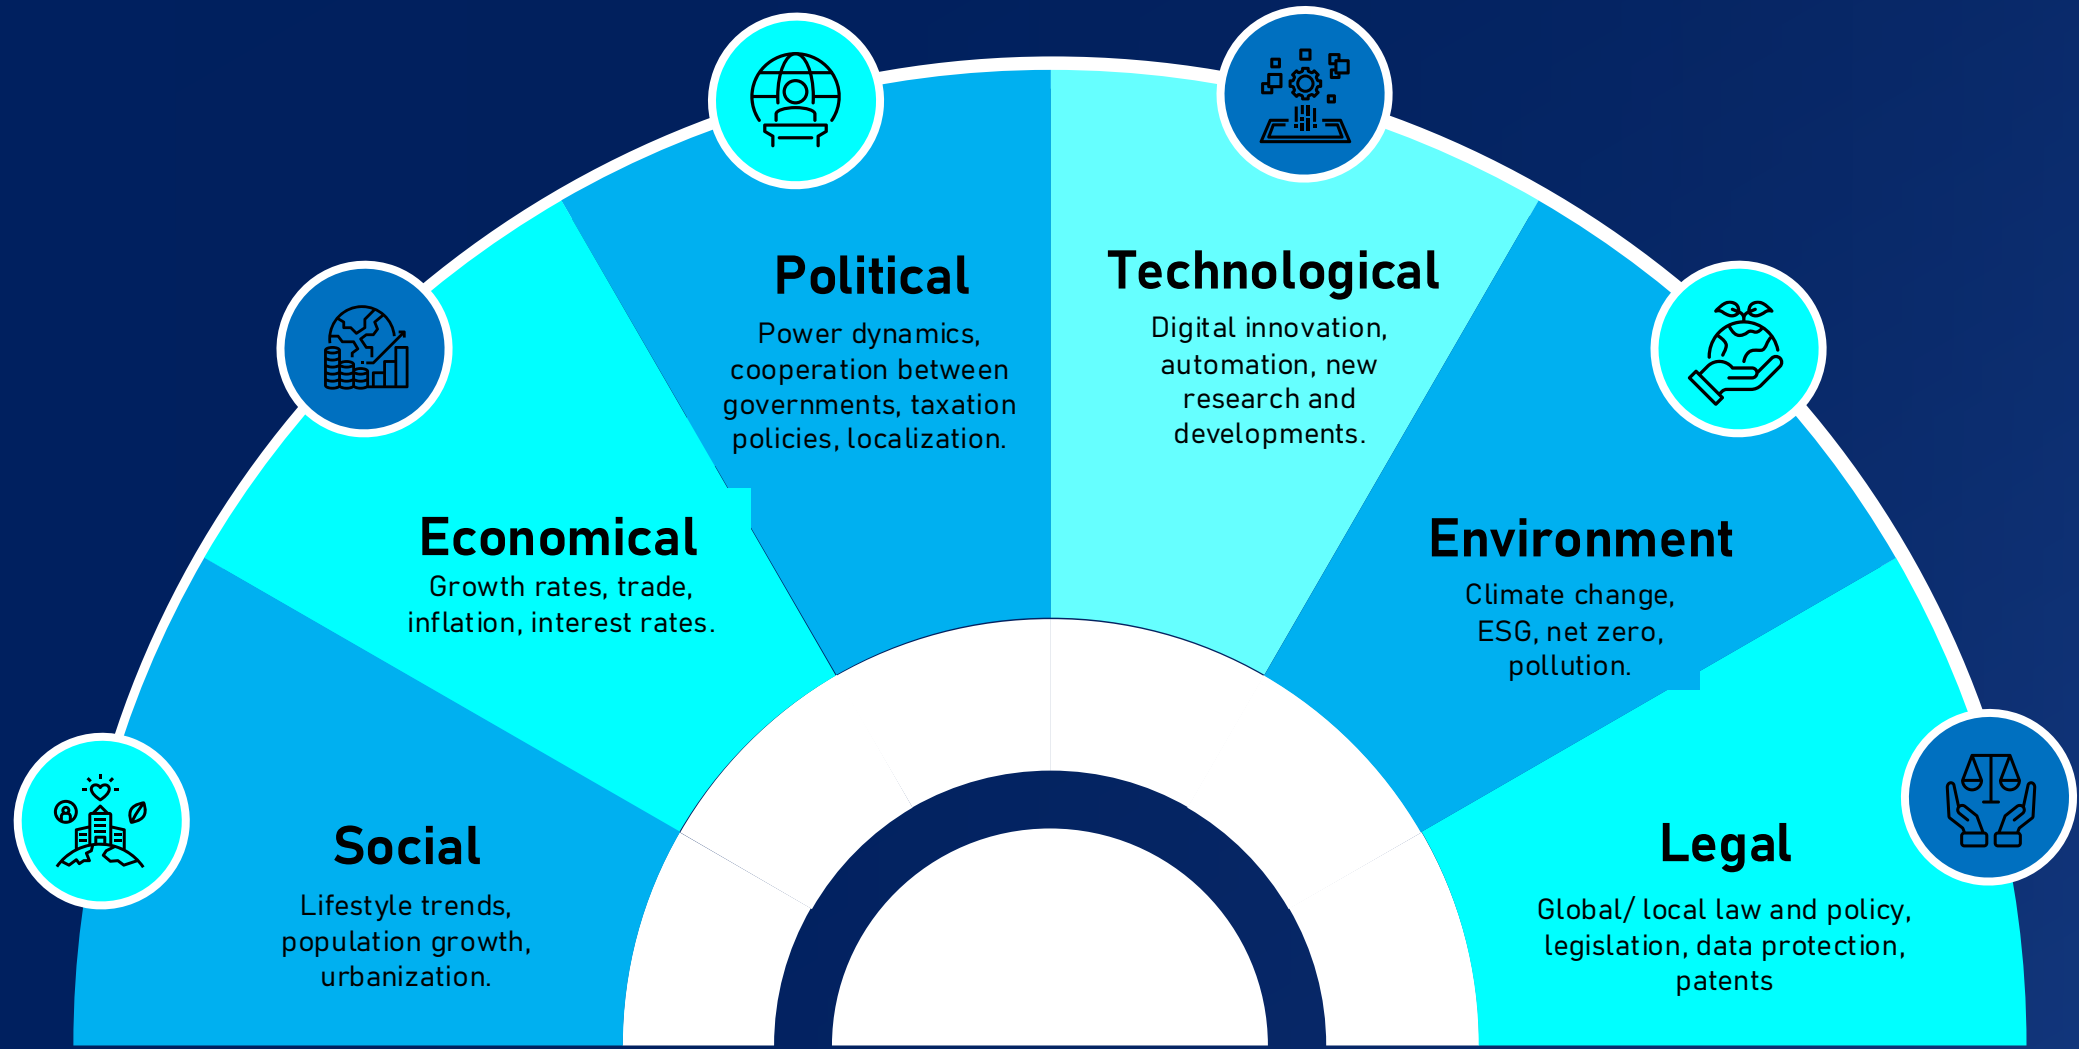 Political
Power dynamics,
cooperation between
governments, taxation
policies, localization.
Technological
Digital innovation,
automation, new
research and
developments.
Economical
Growth rates, trade,
inflation, interest rates.
Environment
Climate change,
ESG, net zero,
pollution.
Social
Lifestyle trends,
population growth,
urbanization.
Legal
Global/ local law and policy,
legislation, data protection,
patents